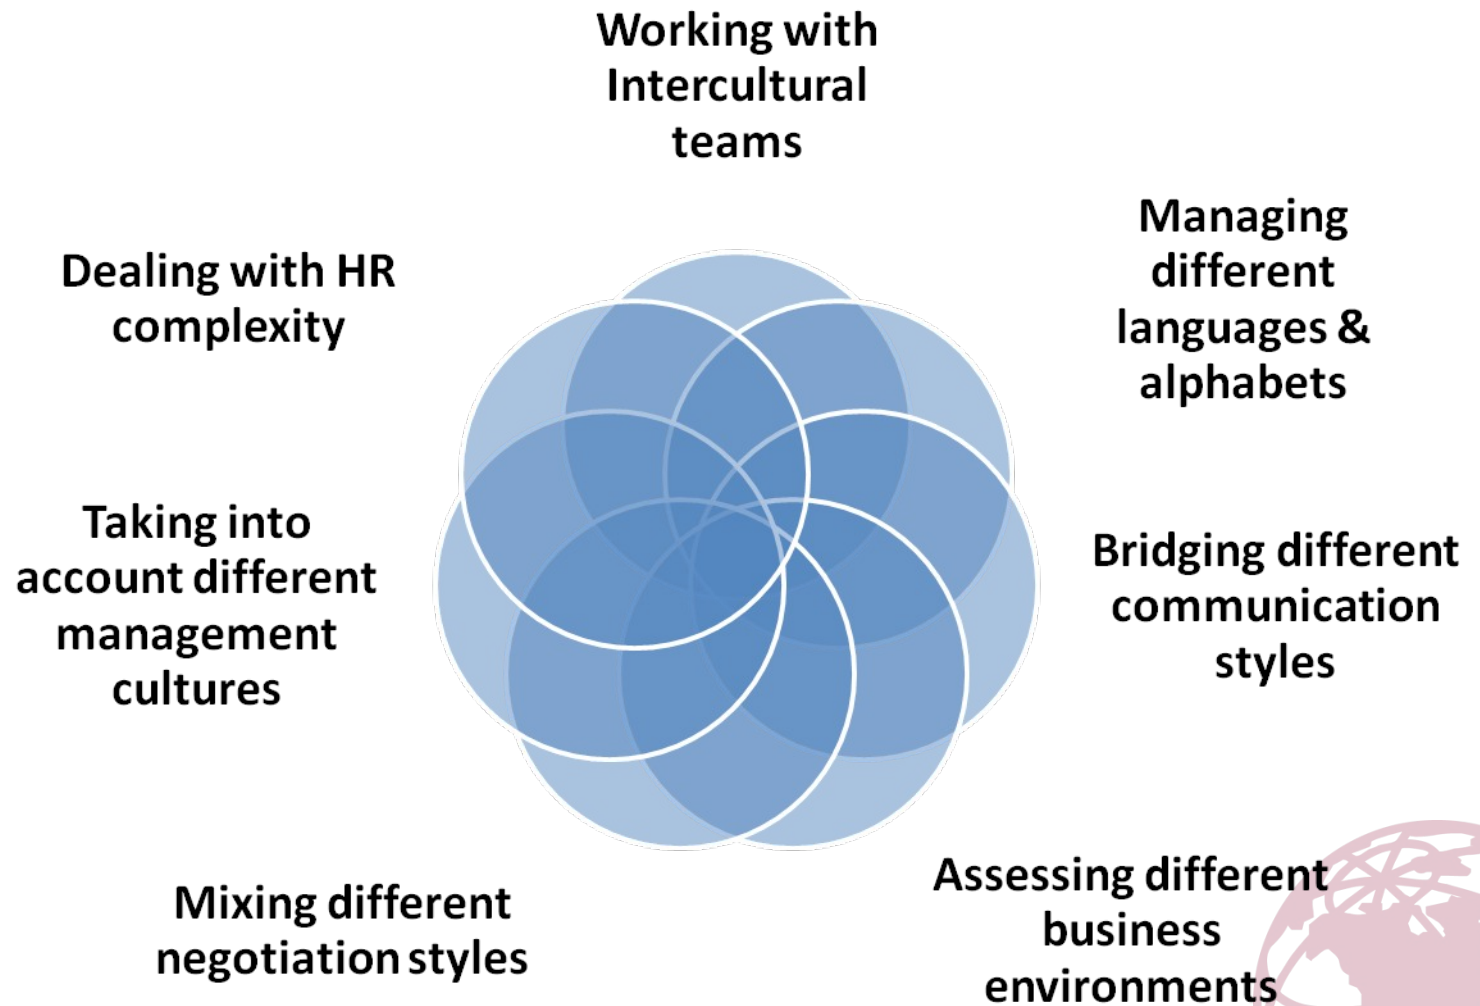 Working with
Intercultural
teams
Managing
different
languages &
alphabets
Bridging different
communication
styles
Assessing different
business
environments
Mixing different
negotiation styles
Taking into
account different
management
cultures
Dealing with HR
complexity